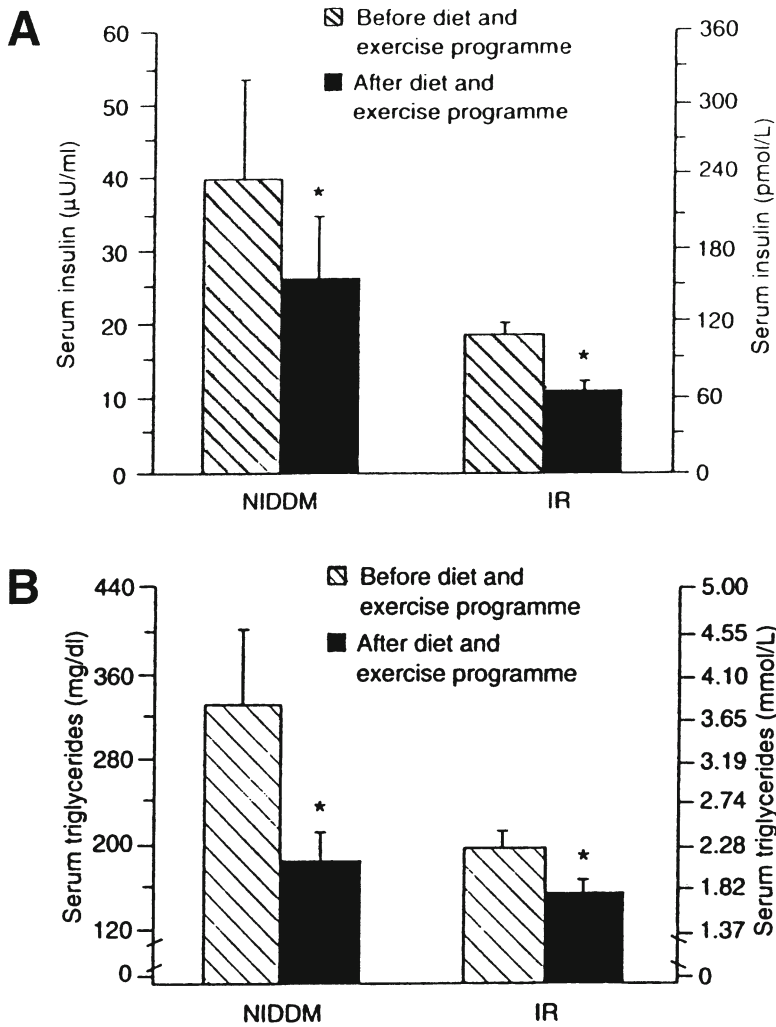 A
Before diet and
exercise programme
After diet and
exercise programme
Serum insulin (µU/ml)
60
50
40
30
20
10
0
Serum insulin (pmol/L)
360
300
240
180
120
60
0
*
*
NIDDM
IR
B
Before diet and
exercise programme
After diet and
exercise programme
Serum triglycerides (mg/dl)
440
360
280
200
120
0
Serum triglycerides (mmol/L)
5.00
4.55
4.10
3.65
3.19
2.74
2.28
1.82
1.37
0
*
*
NIDDM
IR